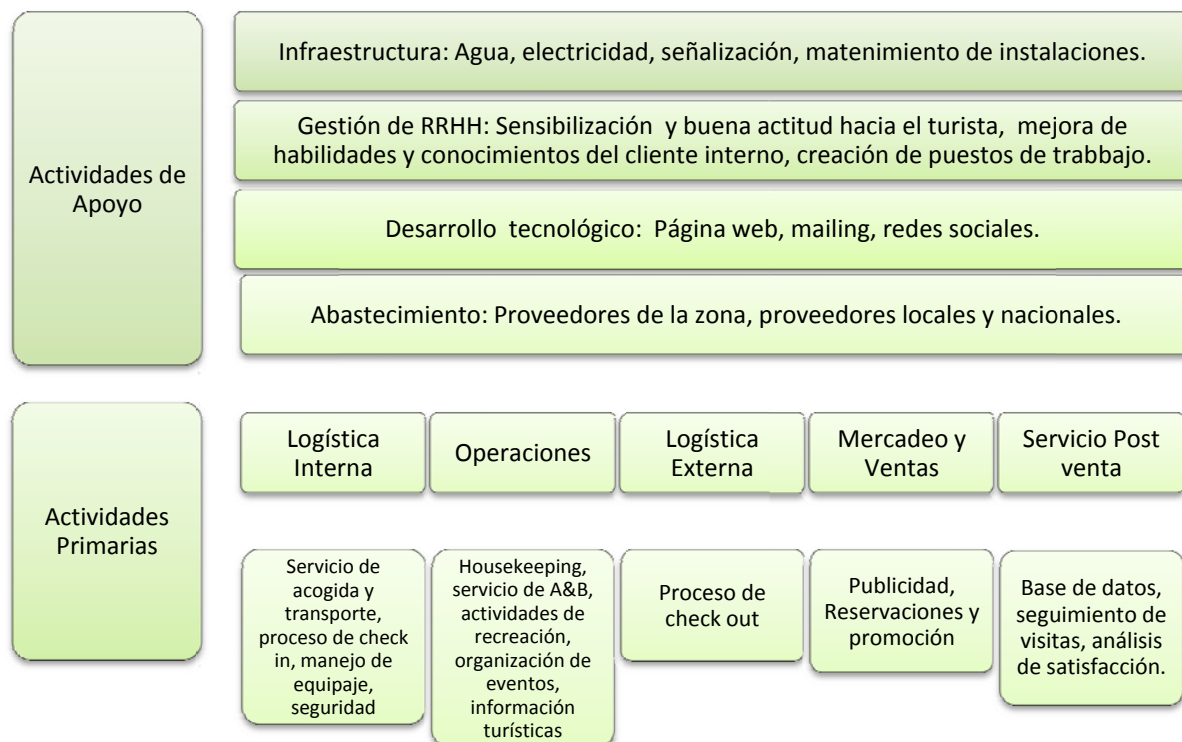 Actividades de
Apoyo
Infraestructura: Agua, electricidad, señalización, matenimiento de instalaciones.
Gestión de RRHH: Sensibilización y buena actitud hacia el turista, mejora de
habilidades y conocimientos del cliente interno, creación de puestos de trabbajo.
Desarrollo tecnológico: Página web, mailing, redes sociales.
Abastecimiento: Proveedores de la zona, proveedores locales y nacionales.
Actividades
Primarias
Logística
Interna
Operaciones
Logística
Externa
Mercadeo y
Ventas
Servicio Post
venta
Servicio de
acogida y
transporte,
proceso de check
in, manejo de
equipaje,
seguridad
Housekeeping,
servicio de A&B,
actividades de
recreación,
organización de
eventos,
información
turísticas
Proceso de
check out
Publicidad,
Reservaciones y
promoción
Base de datos,
seguimiento de
visitas, análisis
de satisfacción.